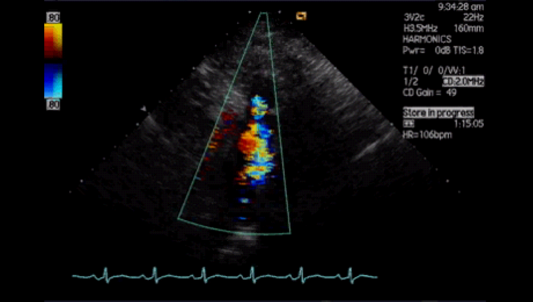 9:34:28 am
.80
3V2c 22Hz
H3.5MHz 160mm
HARMONICS
Pwr= 0dB TIS=1.8
T1/ 0/ 0/VV:1
1/2 CD:2.0MHz
CD Gain = 49
.80
Store in progress
1:15:05
HR=106bpm